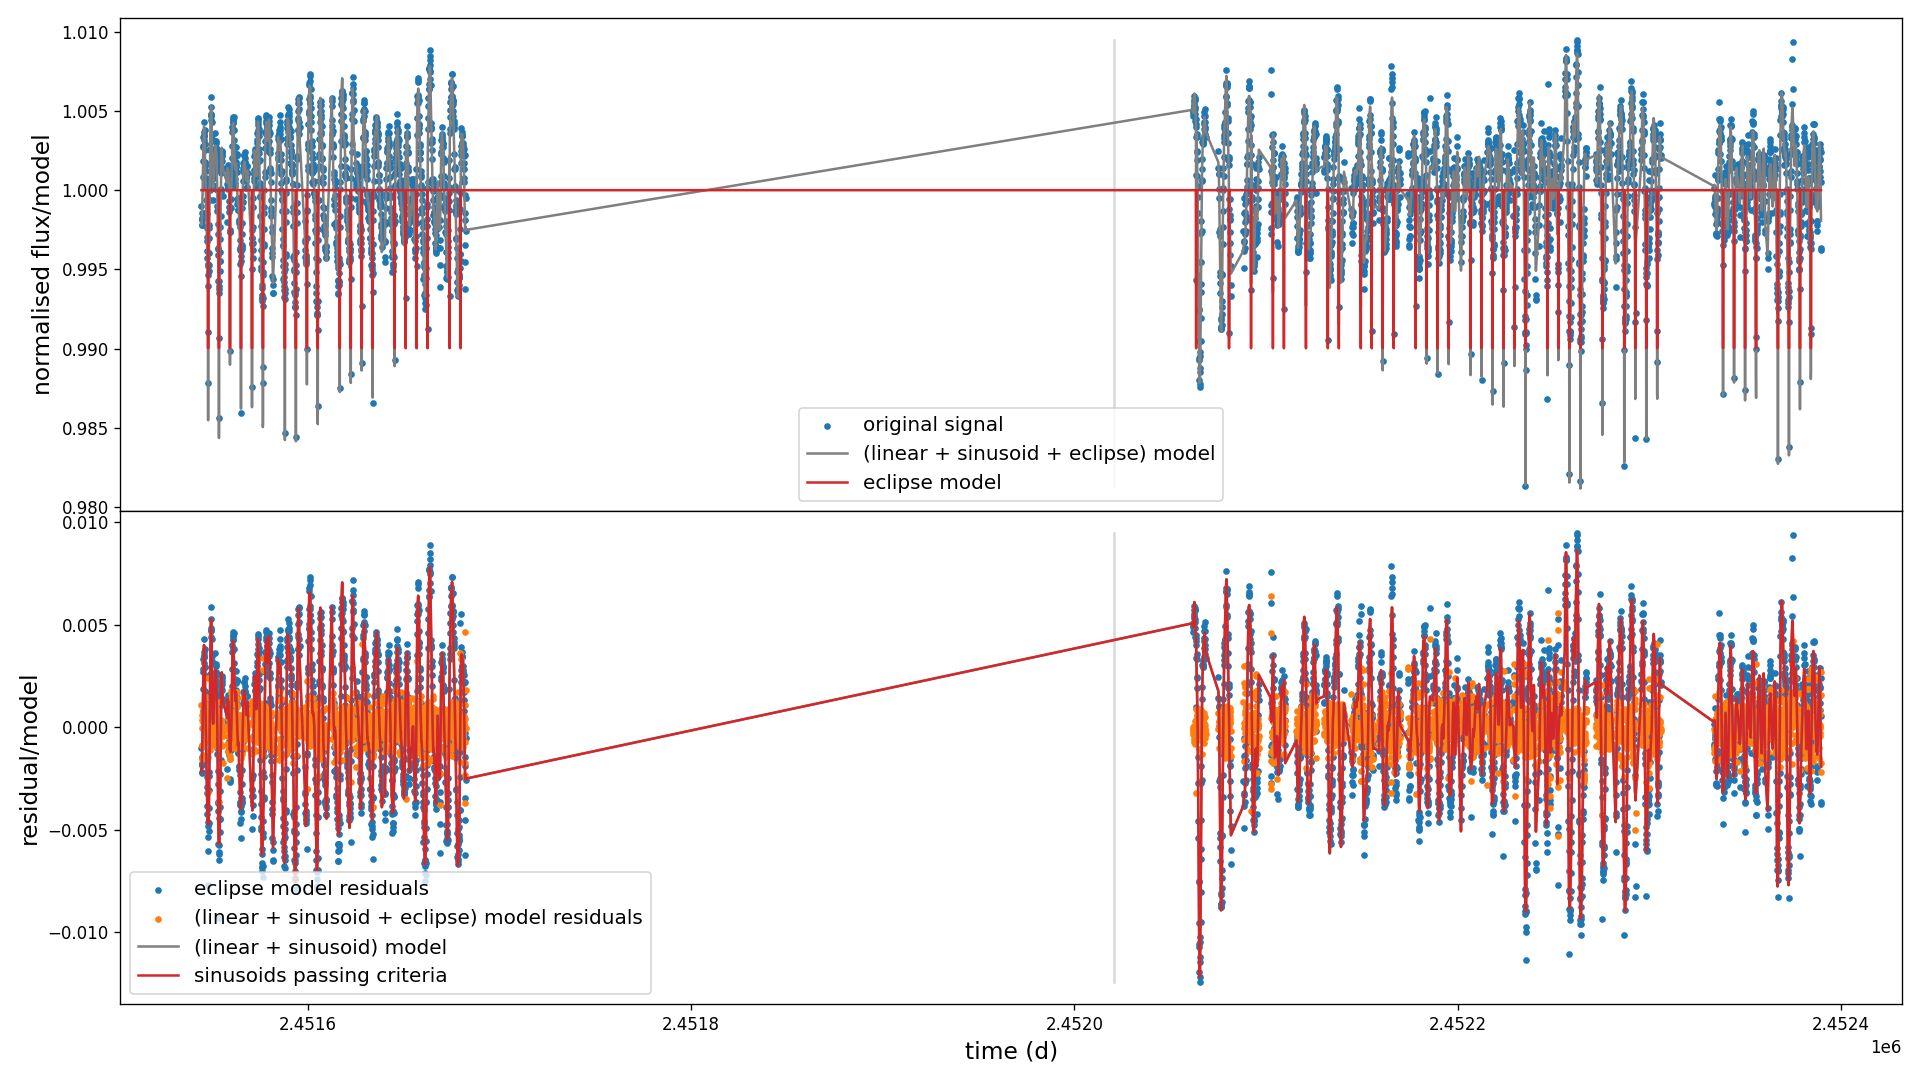 1.010
1.005
1.000
0.995
0.990
0.985
0.980
normalised flux/model
original signal
(linear + sinusoid + eclipse) model
eclipse model
0.010
0.005
0.000
−0.005
−0.010
residual/model
eclipse model residuals
(linear + sinusoid + eclipse) model residuals
(linear + sinusoid) model
sinusoids passing criteria
2.4516
2.4518
2.4520
2.4522
2.4524
1e6
time (d)